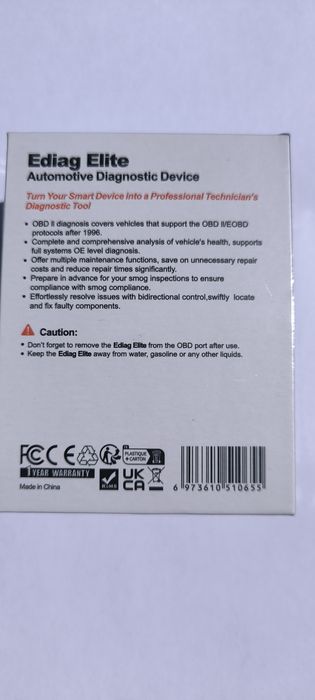 Ediag Elite
Automotive Diagnostic Device
Turn Your Smart Device into a Professional Technician's
Diagnostic Tool
• OBD II diagnosis covers vehicles that support the OBD II/EOBD
protocols after 1996.
• Complete and comprehensive analysis of vehicle's health, supports
full systems OE level diagnosis.
• Offer multiple maintenance functions, save on unnecessary repair
costs and reduce repair times significantly.
• Prepare in advance for your smog inspections to ensure
compliance with smog compliance.
• Effortlessly resolve issues with bidirectional control,swiftly locate
and fix faulty components.
Caution:
• Don't forget to remove the Ediag Elite from the OBD port after use.
• Keep the Ediag Elite away from water, gasoline or any other liquids.
FCC CE
PLASTIQUE
+ CARTON
1 YEAR WARRANTY
RoHS
UK
CA
Made in China
6 973610 510655